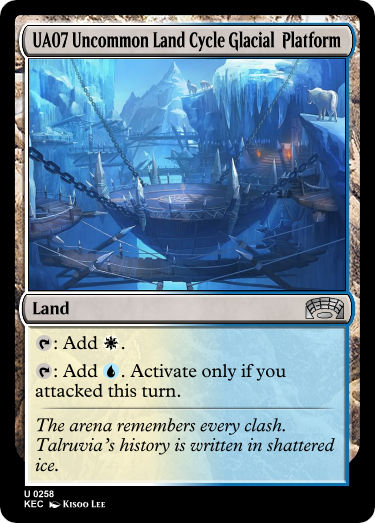 UA07 Uncommon Land Cycle Glacial Platform
Land
: Add .
: Add . Activate only if you
attacked this turn.
The arena remembers every clash.
Talruvia's history is written in shattered
ice.
U 0258
KEC Kisoo Lee